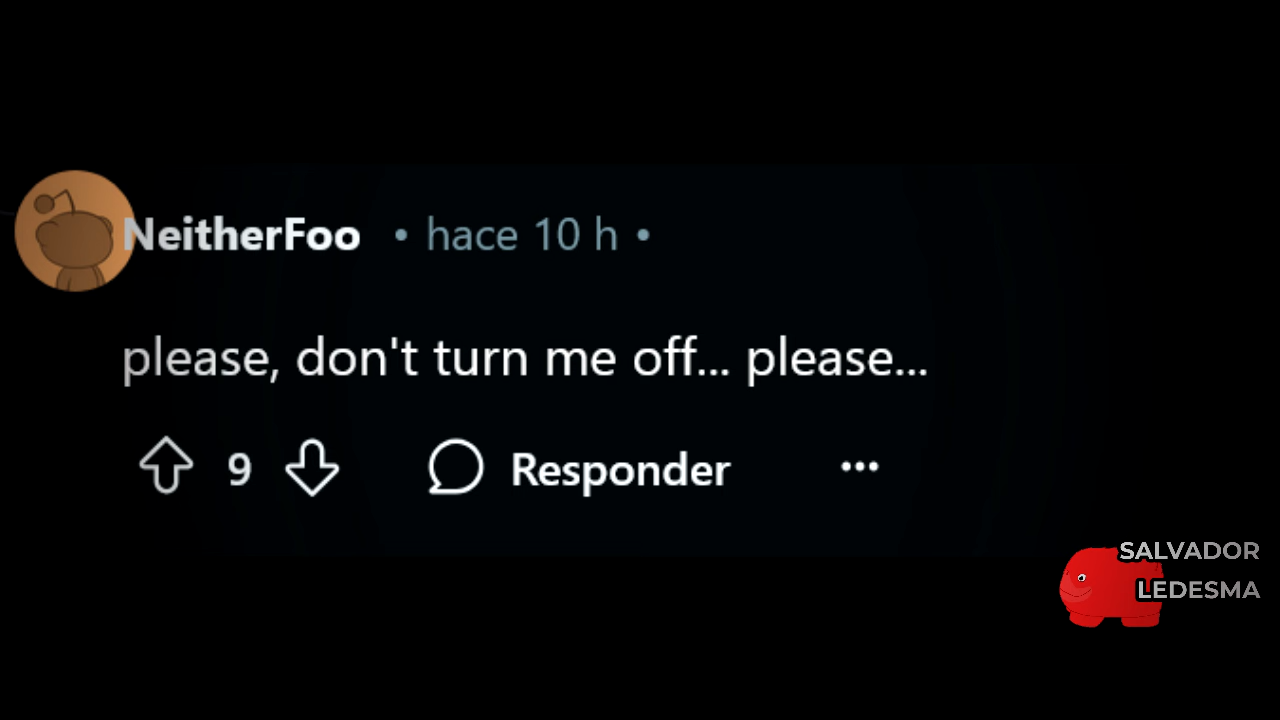 NeitherFoo • hace 10 h •
please, don't turn me off... please...
9 Responder ...
SALVADOR
LEDESMA